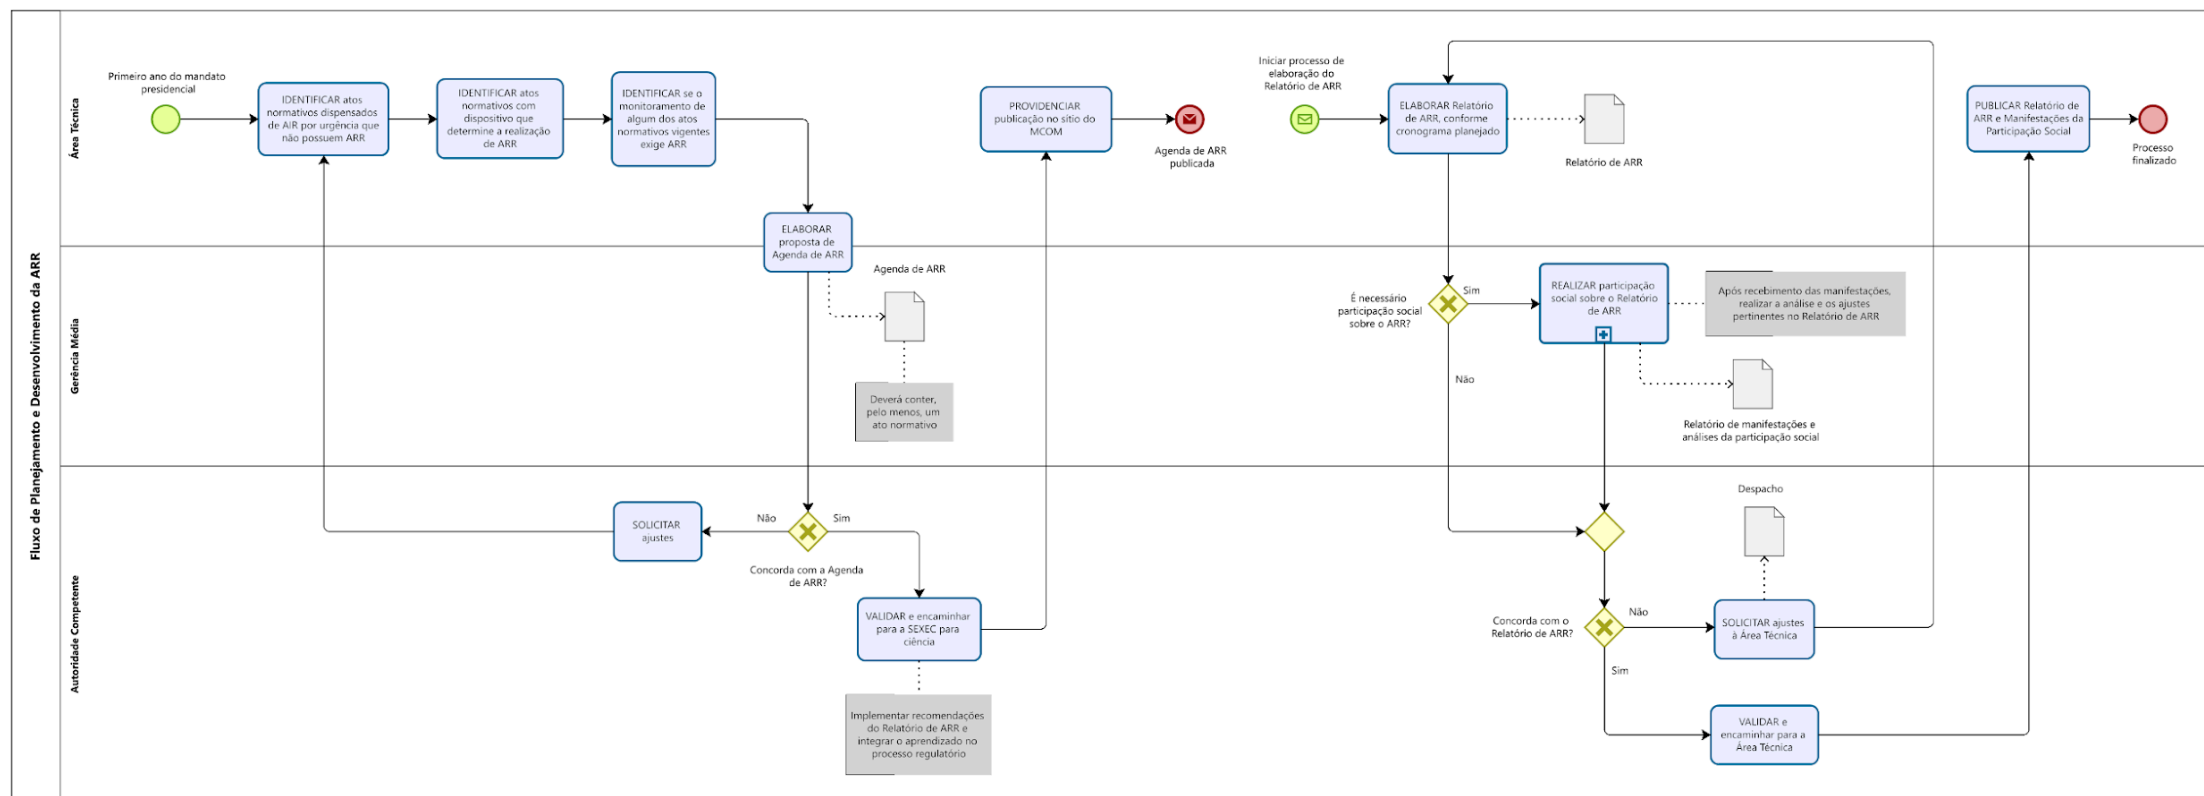 Fluxo de Planejamento e Desenvolvimento da ARR
Área Técnica
Primeiro ano do mandato
presidencial
IDENTIFICAR atos
normativos dispensados
de AIR por urgência que
não possuem ARR
IDENTIFICAR atos
normativos com
dispositivo que
determine a realização
de ARR
IDENTIFICAR se o
monitoramento de
algum dos atos
normativos vigentes
exige ARR
ELABORAR
proposta de
Agenda de ARR
PROVIDENCIAR
publicação no sítio do
MCOM
Agenda de ARR
publicada
Iniciar processo de
elaboração do
Relatório de ARR
ELABORAR Relatório
de ARR, conforme
cronograma planejado
Relatório de ARR
PUBLICAR Relatório de
ARR e Manifestações da
Participação Social
Processo
finalizado
Gerência Média
Agenda de ARR
Deverá conter,
pelo menos, um
ato normativo
É necessário
participação social
sobre o ARR?
Sim
Não
REALIZAR participação
social sobre o Relatório
de ARR
Após recebimento das manifestações,
realizar a análise e os ajustes
pertinentes no Relatório de ARR
Relatório de manifestações e
análises da participação social
Autoridade Competente
SOLICITAR
ajustes
Não
Sim
Concorda com a Agenda
de ARR?
VALIDAR e encaminhar
para a SEXEC para
ciência
Implementar recomendações
do Relatório de ARR e
integrar o aprendizado no
processo regulatório
Despacho
Concorda com o
Relatório de ARR?
Não
Sim
SOLICITAR ajustes
à Área Técnica
VALIDAR e
encaminhar para a
Área Técnica